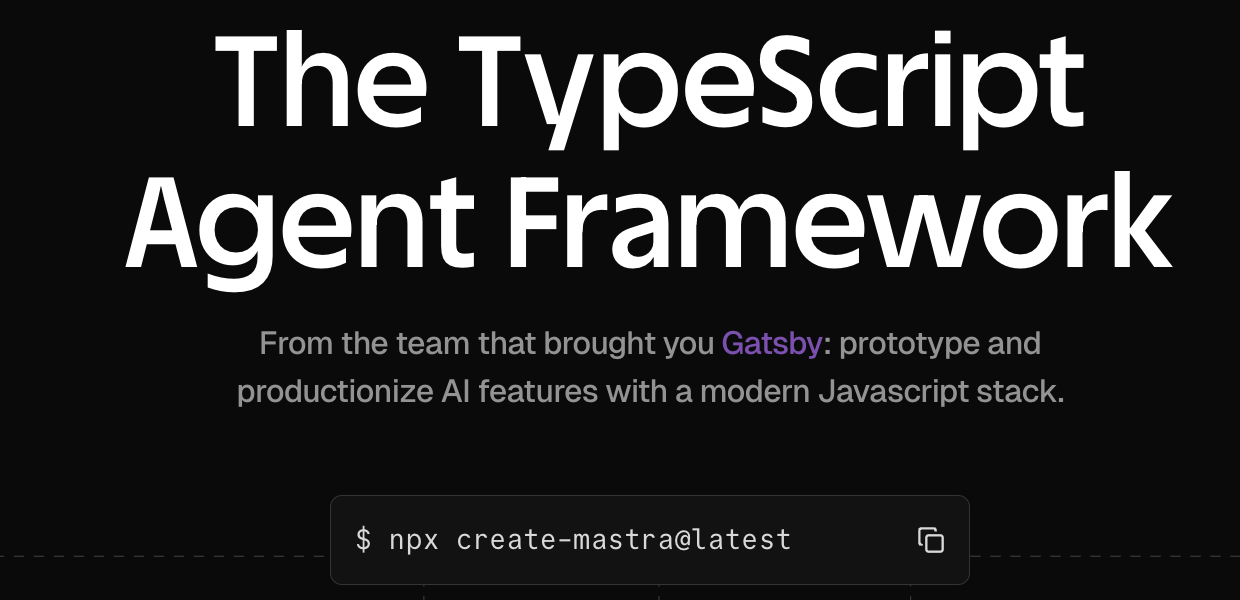 The TypeScript
Agent Framework
From the team that brought you Gatsby: prototype and
productionize AI features with a modern Javascript stack.
$ npx create-mastra@latest